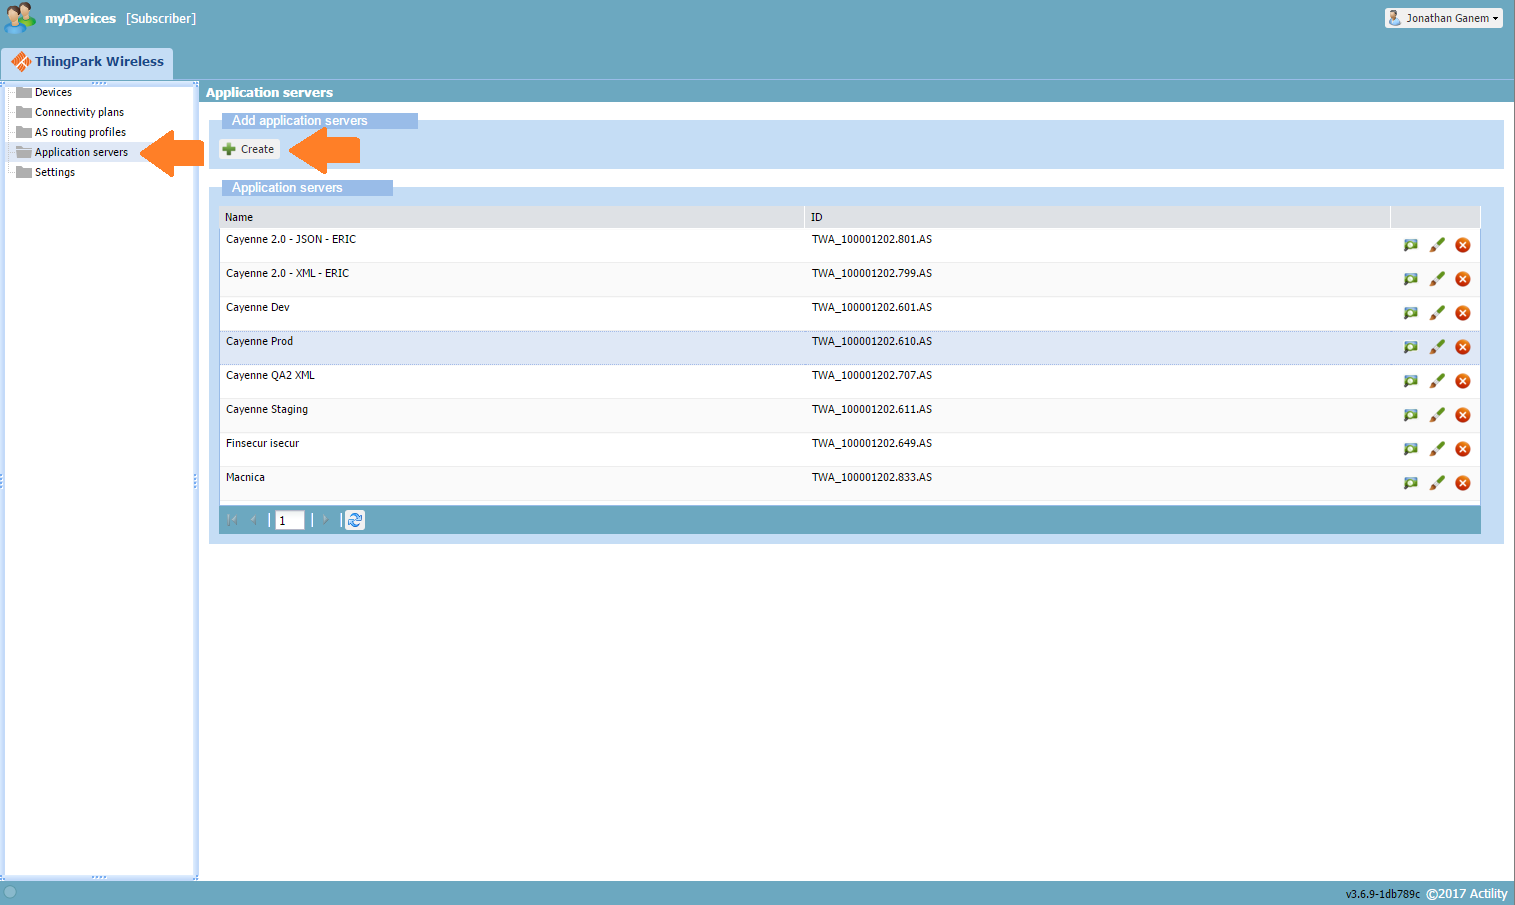 myDevices [Subscriber]
Jonathan Ganem
ThingPark Wireless
Devices
Connectivity plans
AS routing profiles
Application servers
Settings
Application servers
Add application servers
Create
Application servers
Name ID
Cayenne 2.0 - JSON - ERIC TWA_100001202.801.AS
Cayenne 2.0 - XML - ERIC TWA_100001202.799.AS
Cayenne Dev TWA_100001202.601.AS
Cayenne Prod TWA_100001202.610.AS
Cayenne QA2 XML TWA_100001202.707.AS
Cayenne Staging TWA_100001202.611.AS
Finsecur isecur TWA_100001202.649.AS
Macnica TWA_100001202.833.AS
1
v3.6.9-1db789c ©2017 Actility